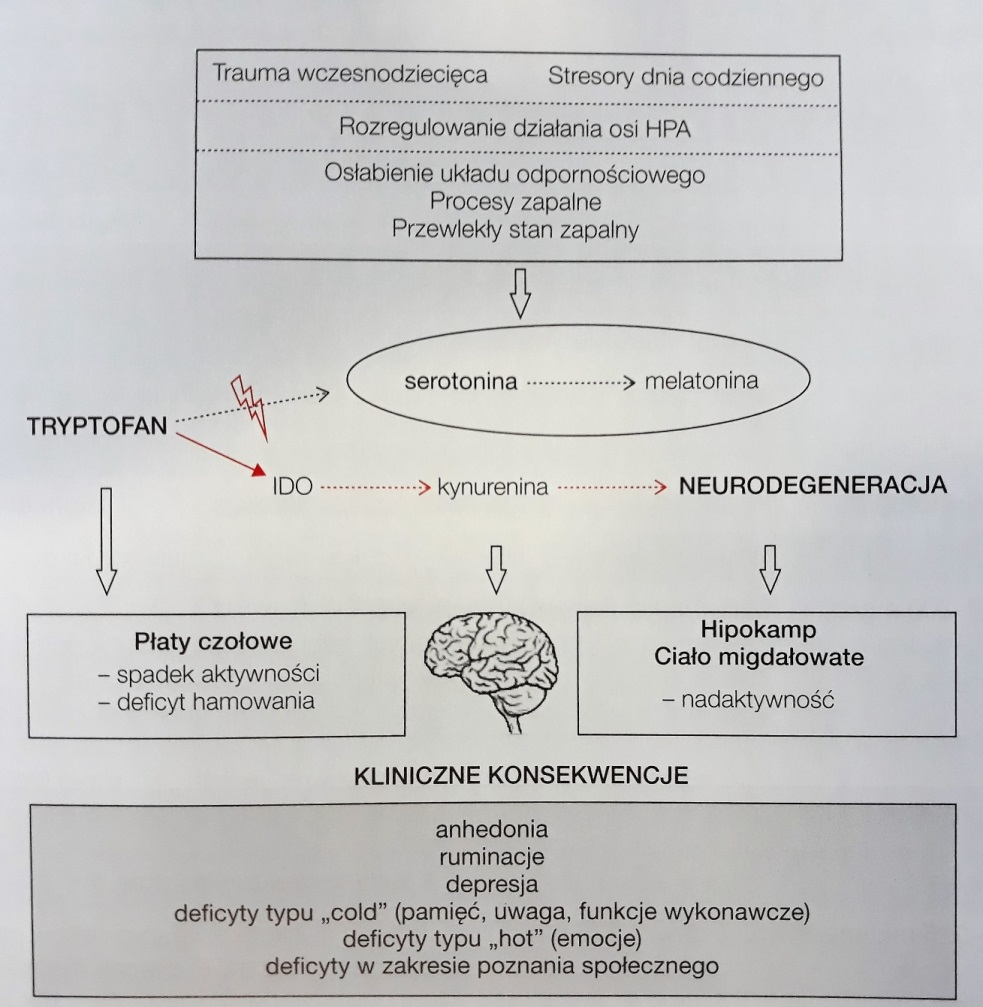 Trauma wczesnodziecięca Stresory dnia codziennego
Rozregulowanie działania osi HPA
Osłabienie układu odpornościowego
Procesy zapalne
Przewlekły stan zapalny
serotonina melatonina
TRYPTOFAN
IDO kynurenina NEURODEGENERACJA
Płaty czołowe
– spadek aktywności
– deficyt hamowania
Hipokamp
Ciało migdałowate
– nadaktywność
KLINICZNE KONSEKWENCJE
anhedonia
ruminacje
depresja
deficyty typu „cold” (pamięć, uwaga, funkcje wykonawcze)
deficyty typu „hot” (emocje)
deficyty w zakresie poznania społecznego